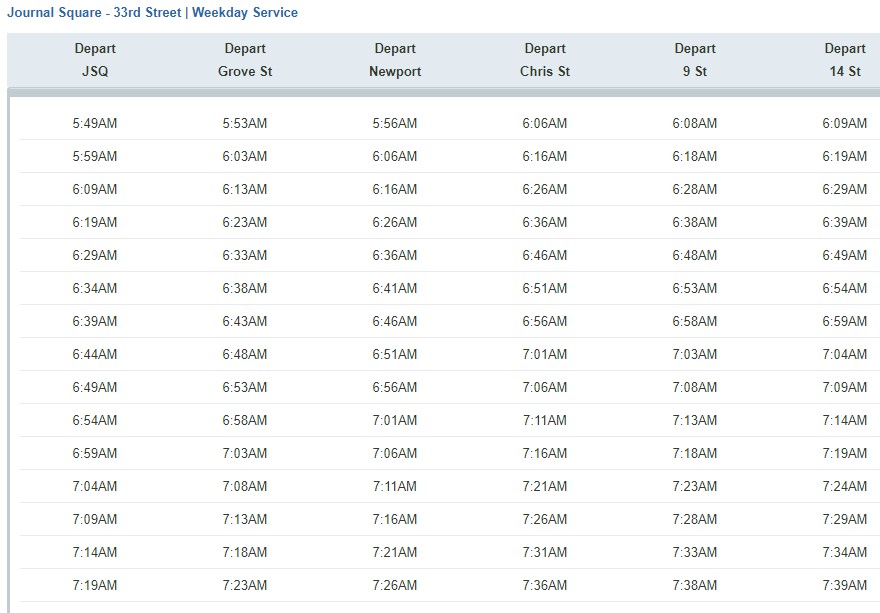 Journal Square - 33rd Street | Weekday Service
Depart Depart Depart Depart Depart Depart
JSQ Grove St Newport Chris St 9 St 14 St
5:49AM 5:53AM 5:56AM 6:06AM 6:08AM 6:09AM
5:59AM 6:03AM 6:06AM 6:16AM 6:18AM 6:19AM
6:09AM 6:13AM 6:16AM 6:26AM 6:28AM 6:29AM
6:19AM 6:23AM 6:26AM 6:36AM 6:38AM 6:39AM
6:29AM 6:33AM 6:36AM 6:46AM 6:48AM 6:49AM
6:34AM 6:38AM 6:41AM 6:51AM 6:53AM 6:54AM
6:39AM 6:43AM 6:46AM 6:56AM 6:58AM 6:59AM
6:44AM 6:48AM 6:51AM 7:01AM 7:03AM 7:04AM
6:49AM 6:53AM 6:56AM 7:06AM 7:08AM 7:09AM
6:54AM 6:58AM 7:01AM 7:11AM 7:13AM 7:14AM
6:59AM 7:03AM 7:06AM 7:16AM 7:18AM 7:19AM
7:04AM 7:08AM 7:11AM 7:21AM 7:23AM 7:24AM
7:09AM 7:13AM 7:16AM 7:26AM 7:28AM 7:29AM
7:14AM 7:18AM 7:21AM 7:31AM 7:33AM 7:34AM
7:19AM 7:23AM 7:26AM 7:36AM 7:38AM 7:39AM